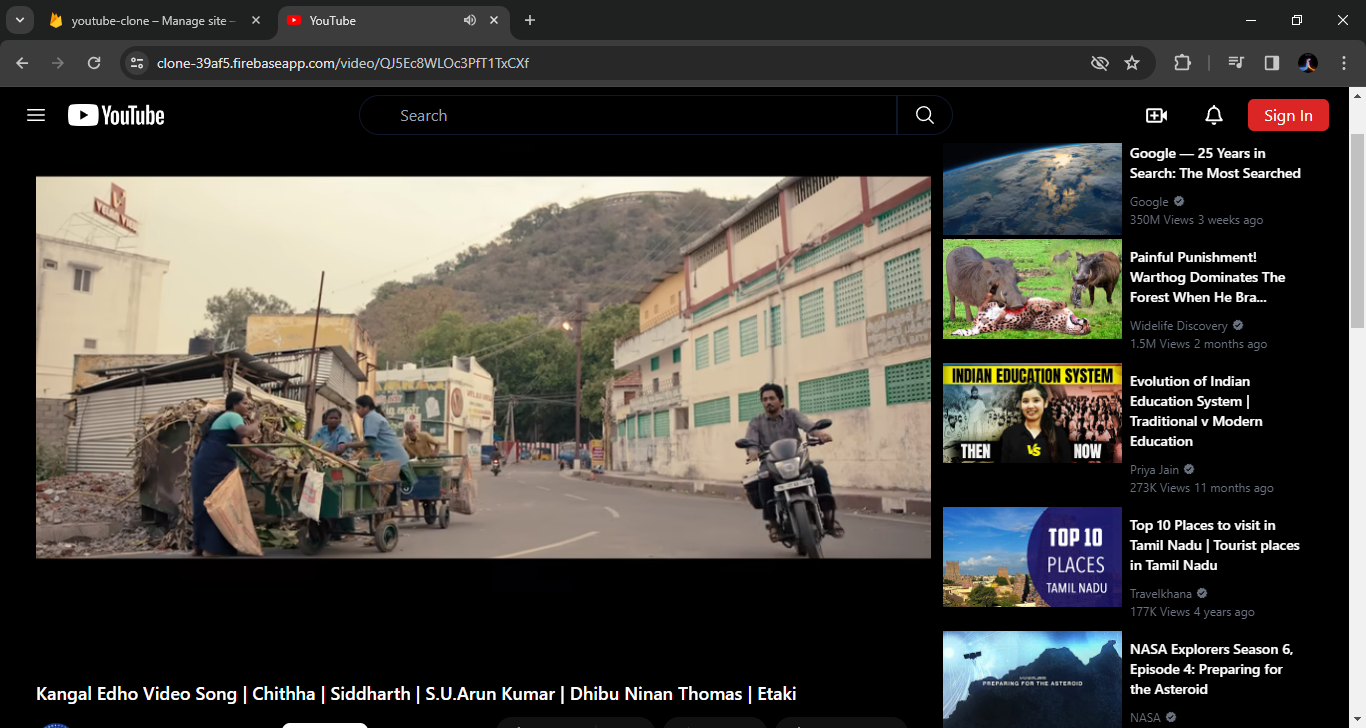 youtube-clone – Manage site –
YouTube
clone-39af5.firebaseapp.com/video/QJ5Ec8WLOc3PfT1TxCXf
YouTube
Search
Sign In
Google — 25 Years in
Search: The Most Searched
Google
350M Views 3 weeks ago
Painful Punishment!
Warthog Dominates The
Forest When He Bra...
Widelife Discovery
1.5M Views 2 months ago
INDIAN EDUCATION SYSTEM
THEN
VS
NOW
Evolution of Indian
Education System |
Traditional v Modern
Education
Priya Jain
273K Views 11 months ago
TOP 10
PLACES
TAMIL NADU
Top 10 Places to visit in
Tamil Nadu | Tourist places
in Tamil Nadu
Travelkhana
177K Views 4 years ago
PREPARING FOR THE ASTEROID
NASA Explorers Season 6,
Episode 4: Preparing for
the Asteroid
NASA
Kangal Edho Video Song | Chithha | Siddharth | S.U.Arun Kumar | Dhibu Ninan Thomas | Etaki